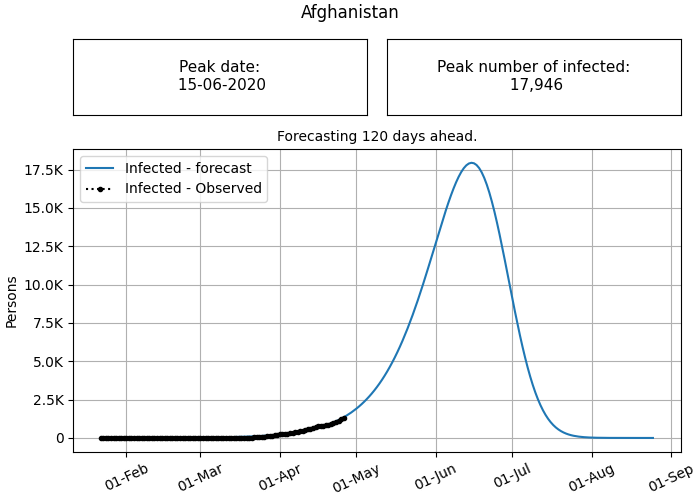 Afghanistan
Peak date:
15-06-2020
Peak number of infected:
17,946
Forecasting 120 days ahead.
Infected - forecast
Infected - Observed
17.5K
15.0K
12.5K
10.0K
7.5K
5.0K
2.5K
0
Persons
01-Feb
01-Mar
01-Apr
01-May
01-Jun
01-Jul
01-Aug
01-Sep